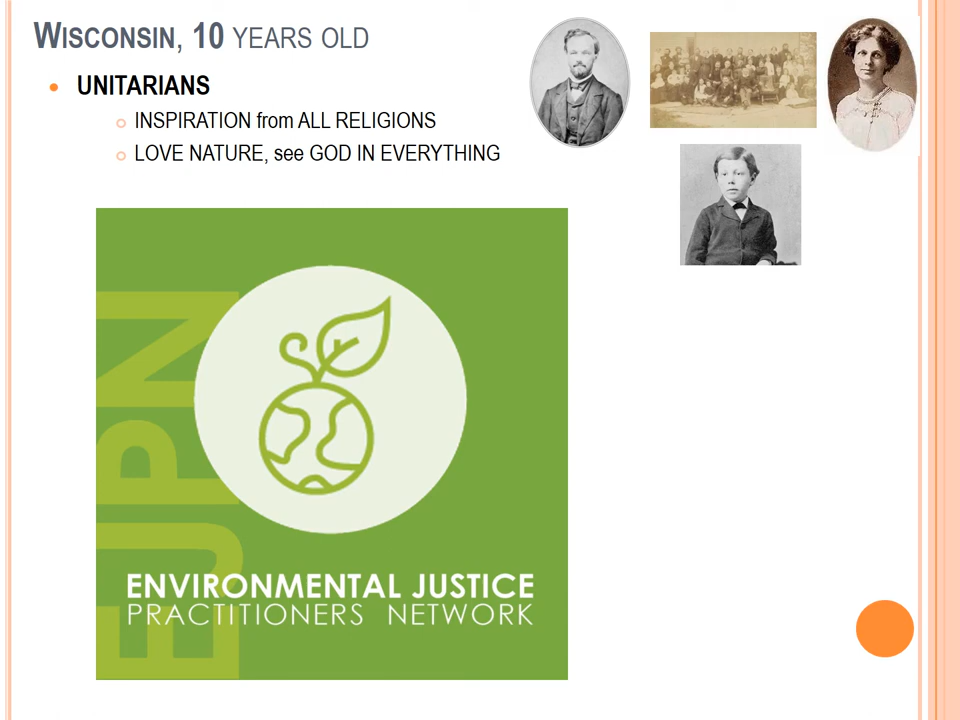 WISCONSIN, 10 YEARS OLD
UNITARIANS
INSPIRATION from ALL RELIGIONS
LOVE NATURE, see GOD IN EVERYTHING
EJPN
ENVIRONMENTAL JUSTICE
PRACTITIONERS NETWORK